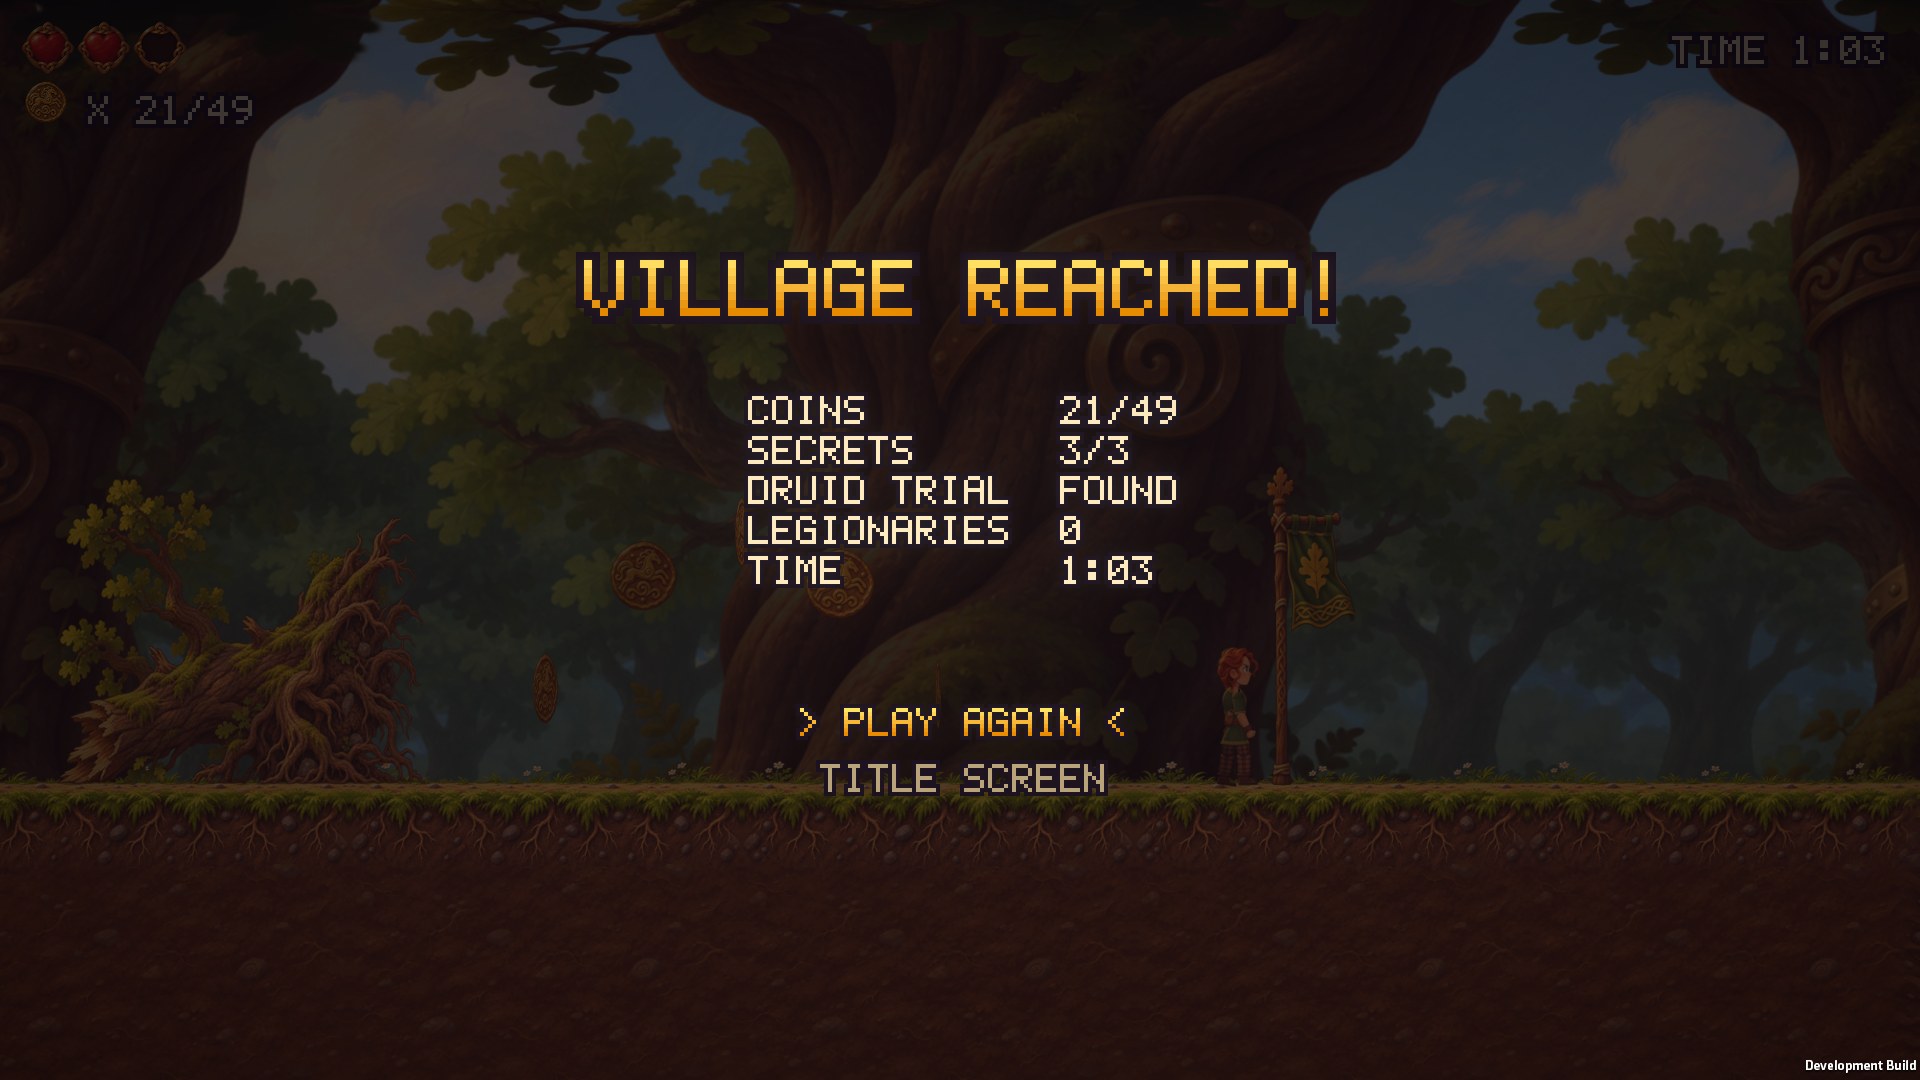 TIME 1:03
X 21/49
VILLAGE REACHED!
COINS 21/49
SECRETS 3/3
DRUID TRIAL FOUND
LEGIONARIES 0
TIME 1:03
> PLAY AGAIN <
TITLE SCREEN
Development Build